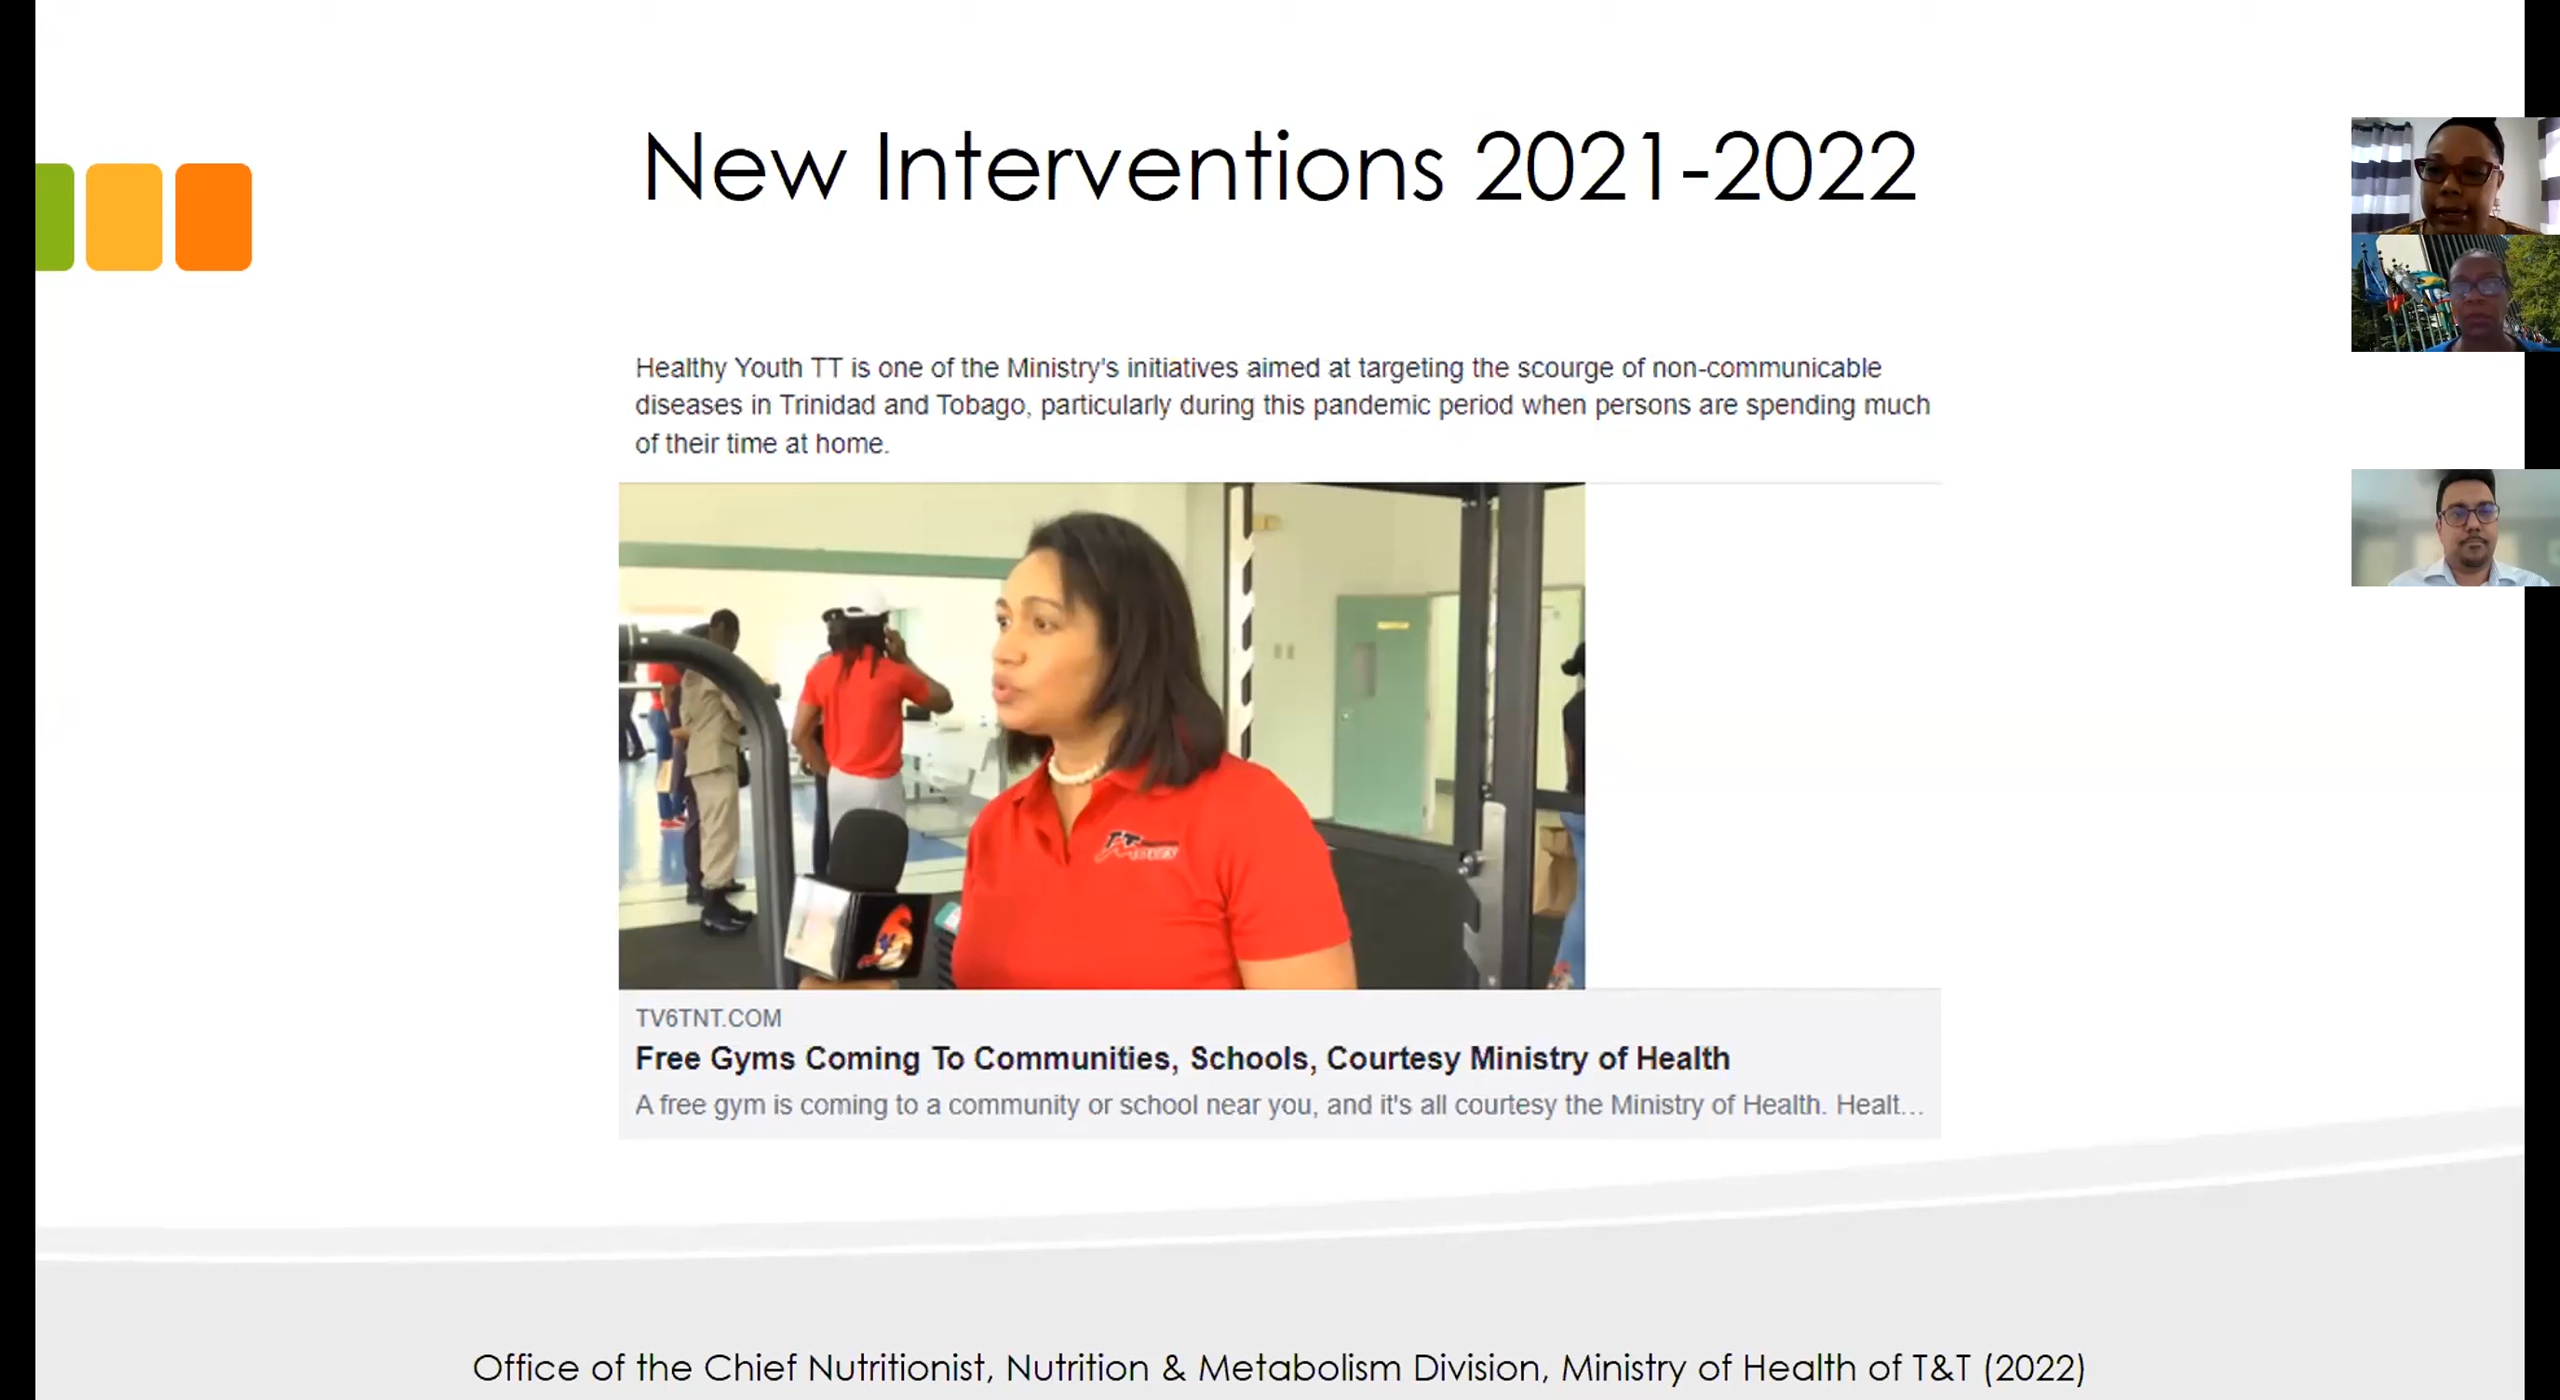 New Interventions 2021-2022
Healthy Youth TT is one of the Ministry's initiatives aimed at targeting the scourge of non-communicable
diseases in Trinidad and Tobago, particularly during this pandemic period when persons are spending much
of their time at home.
TT
MOVES
6
TV6TNT.COM
Free Gyms Coming To Communities, Schools, Courtesy Ministry of Health
A free gym is coming to a community or school near you, and it's all courtesy the Ministry of Health. Healt...
Office of the Chief Nutritionist, Nutrition & Metabolism Division, Ministry of Health of T&T (2022)